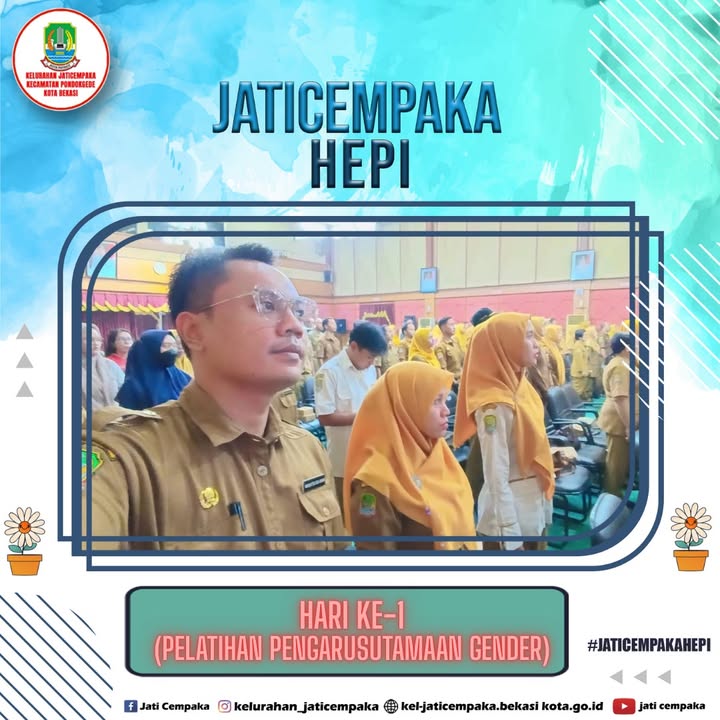 KELURAHAN JATICEMPAKA
KECAMATAN PONDOKGEDE
KOTA BEKASI
JATICEMPAKA
HEPI
HARI KE-1
(PELATIHAN PENGARUSUTAMAAN GENDER)
#JATICEMPAKAHEPI
Jati Cempaka
kelurahan_jaticempaka
kel-jaticempaka.bekasi kota.go.id
jati cempaka